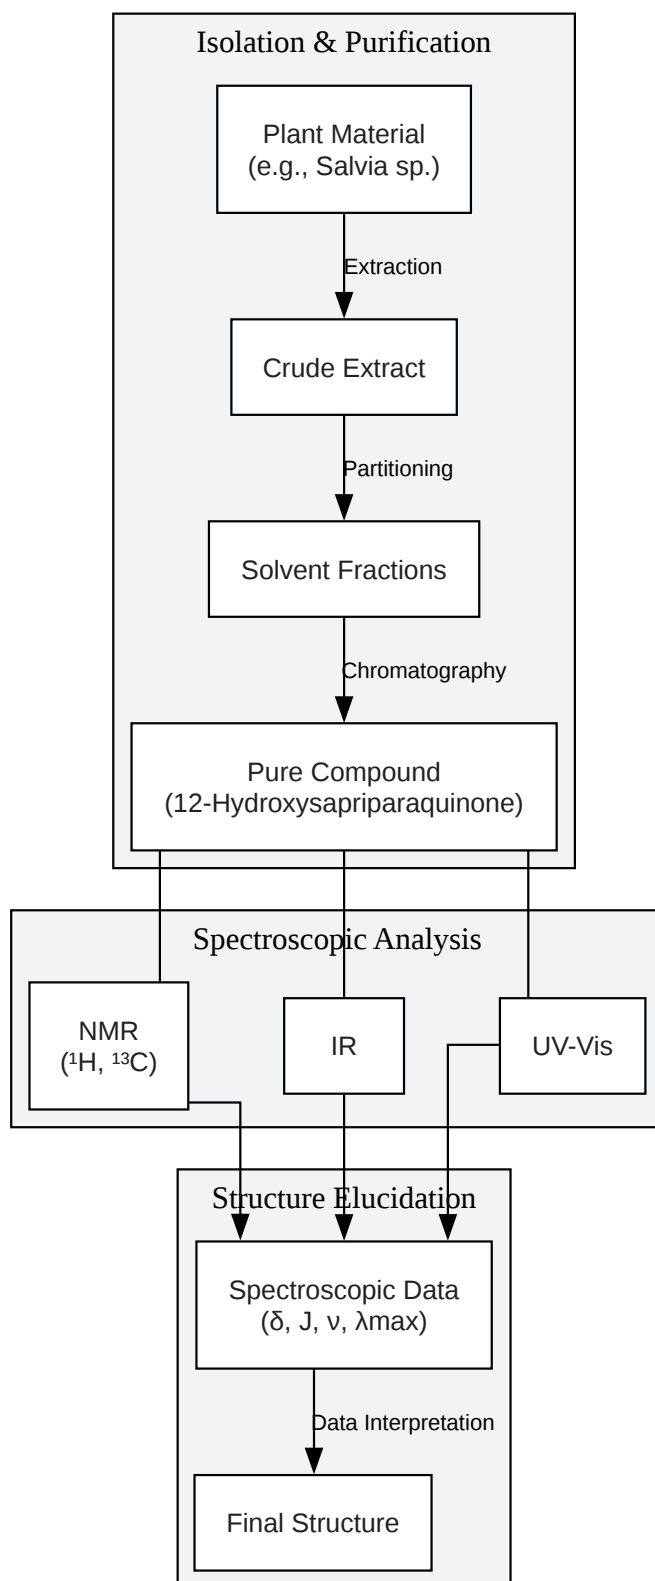 Isolation & Purification
Plant Material
(e.g., Salvia sp.)
Extraction
Crude Extract
Partitioning
Solvent Fractions
Chromatography
Pure Compound
(12-Hydroxysapriparaquinone)
Spectroscopic Analysis
NMR
(¹H, ¹³C)
IR
UV-Vis
Structure Elucidation
Spectroscopic Data
(δ, J, ν, λmax)
Data Interpretation
Final Structure